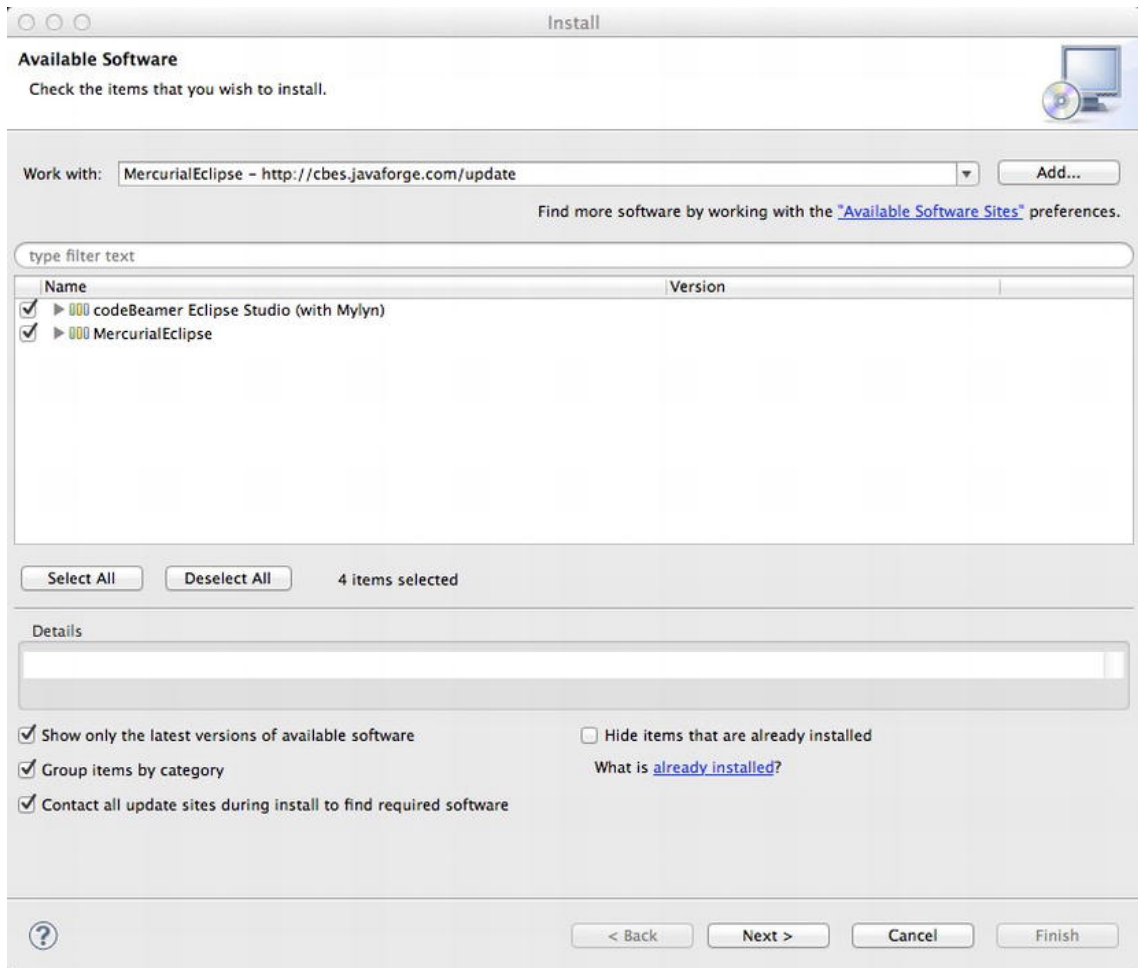 Install
Available Software
Check the items that you wish to install.
Work with: MercurialEclipse – http://cbes.javaforge.com/update Add...
Find more software by working with the "Available Software Sites" preferences.
type filter text
Name Version
codeBeamer Eclipse Studio (with Mylyn)
MercurialEclipse
Select All Deselect All 4 items selected
Details
Show only the latest versions of available software Hide items that are already installed
Group items by category What is already installed?
Contact all update sites during install to find required software
? < Back Next > Cancel Finish